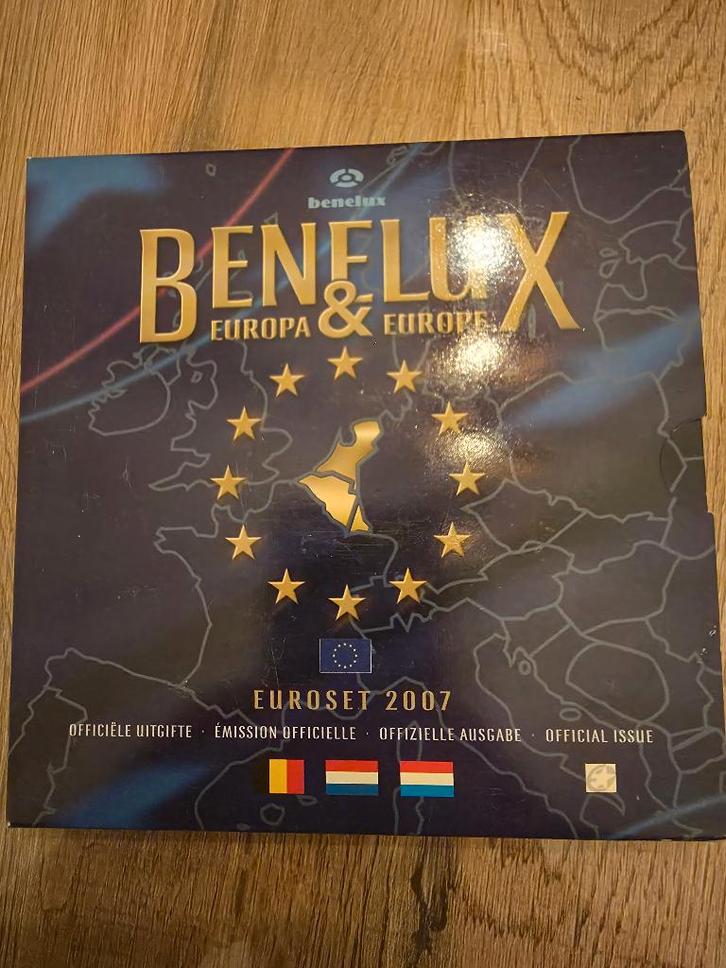 benelux
BENELUX
EUROPA & EUROPE
EUROSET 2007
OFFICIËLE UITGIFTE · ÉMISSION OFFICIELLE · OFFIZIELLE AUSGABE · OFFICIAL ISSUE